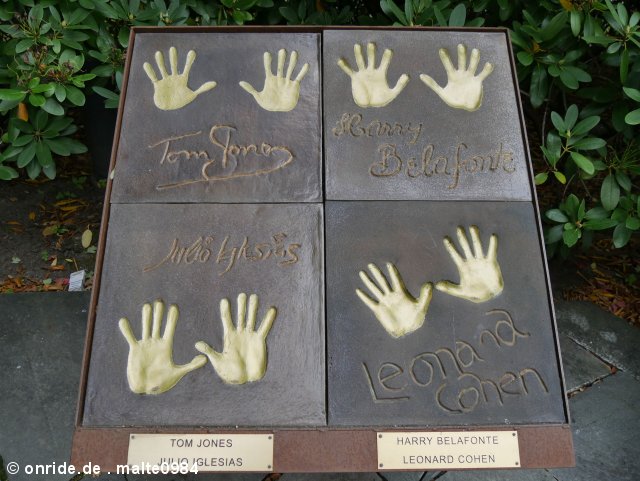 Tom Jones
Harry
Belafonte
Julio Iglesias
Leonard
Cohen
TOM JONES
JULIO IGLESIAS
HARRY BELAFONTE
LEONARD COHEN
© onride.de . malte0984